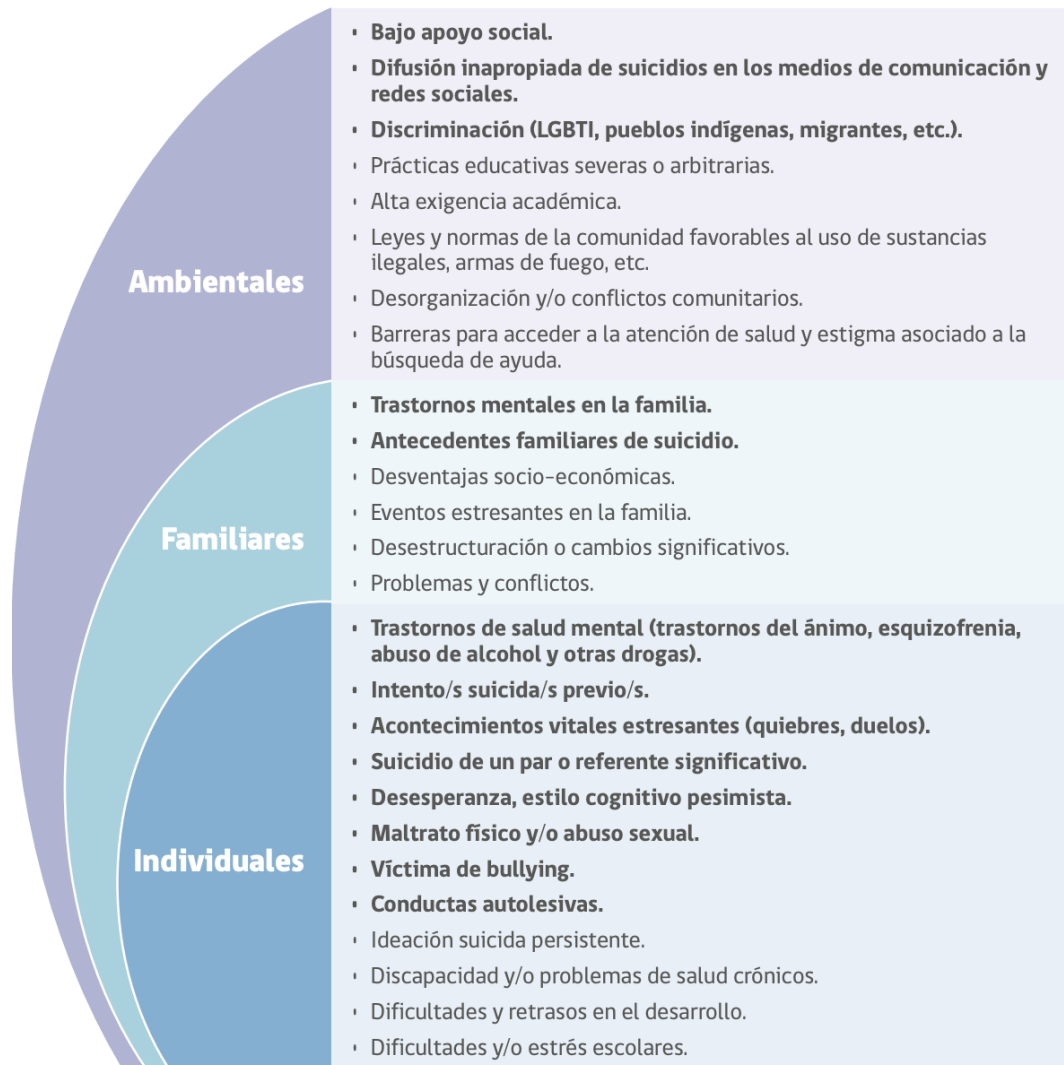 Ambientales
· Bajo apoyo social.
· Difusión inapropiada de suicidios en los medios de comunicación y
redes sociales.
· Discriminación (LGBTI, pueblos indígenas, migrantes, etc.).
· Prácticas educativas severas o arbitrarias.
· Alta exigencia académica.
· Leyes y normas de la comunidad favorables al uso de sustancias
ilegales, armas de fuego, etc.
· Desorganización y/o conflictos comunitarios.
· Barreras para acceder a la atención de salud y estigma asociado a la
búsqueda de ayuda.
Familiares
· Trastornos mentales en la familia.
· Antecedentes familiares de suicidio.
· Desventajas socio-económicas.
· Eventos estresantes en la familia.
· Desestructuración o cambios significativos.
· Problemas y conflictos.
Individuales
· Trastornos de salud mental (trastornos del ánimo, esquizofrenia,
abuso de alcohol y otras drogas).
· Intento/s suicida/s previo/s.
· Acontecimientos vitales estresantes (quiebres, duelos).
· Suicidio de un par o referente significativo.
· Desesperanza, estilo cognitivo pesimista.
· Maltrato físico y/o abuso sexual.
· Víctima de bullying.
· Conductas autolesivas.
· Ideación suicida persistente.
· Discapacidad y/o problemas de salud crónicos.
· Dificultades y retrasos en el desarrollo.
· Dificultades y/o estrés escolares.